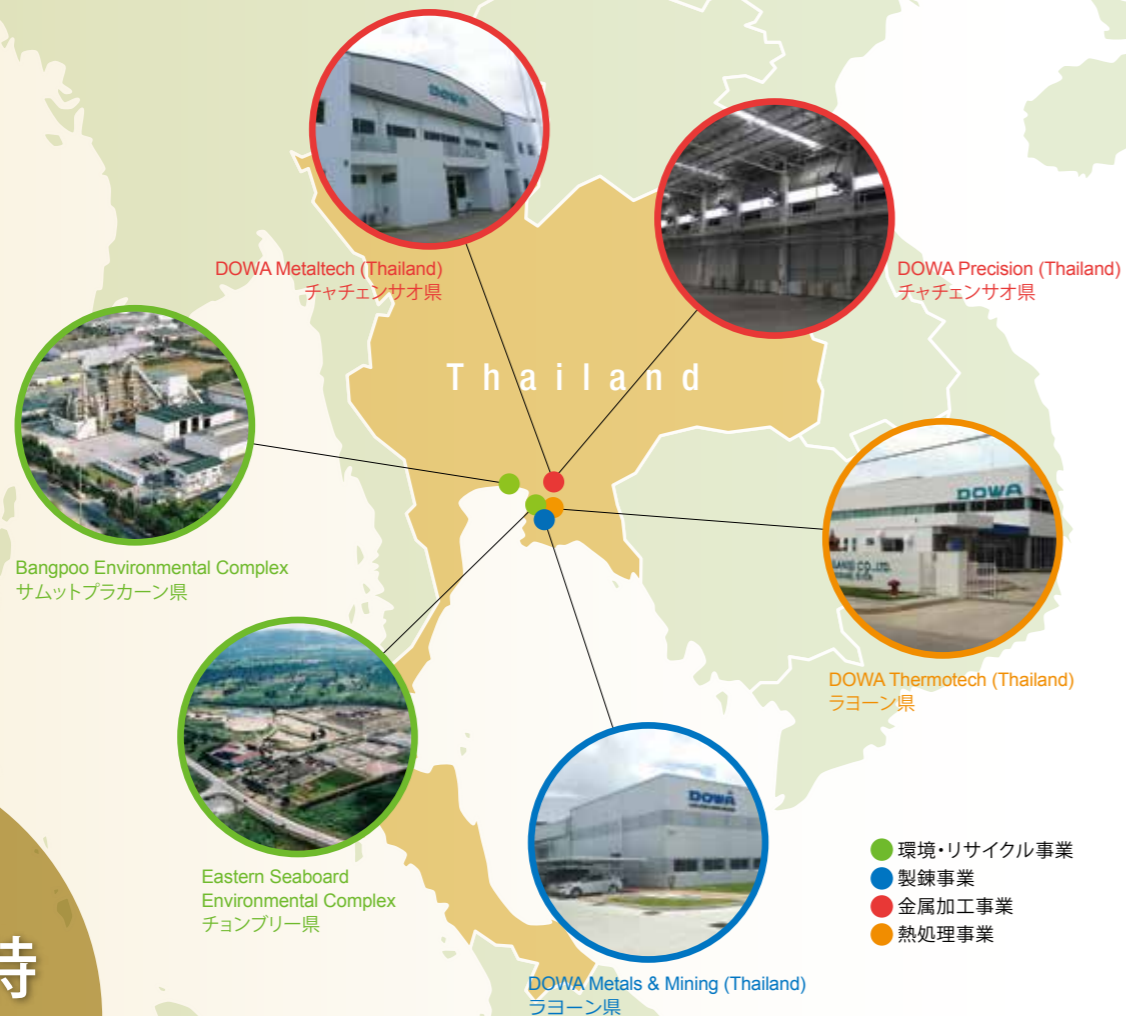 DOWA
DOWA Metaltech (Thailand)
チャチェンサオ県
DOWA Precision (Thailand)
チャチェンサオ県
Thailand
Bangpoo Environmental Complex
サムットプラカーン県
DOWA
CO.,LTD.
DOWA Thermotech (Thailand)
ラヨーン県
Eastern Seaboard
Environmental Complex
チョンブリー県
DOWA
DOWA Metals & Mining (Thailand)
ラヨーン県
環境・リサイクル事業
製錬事業
金属加工事業
熱処理事業